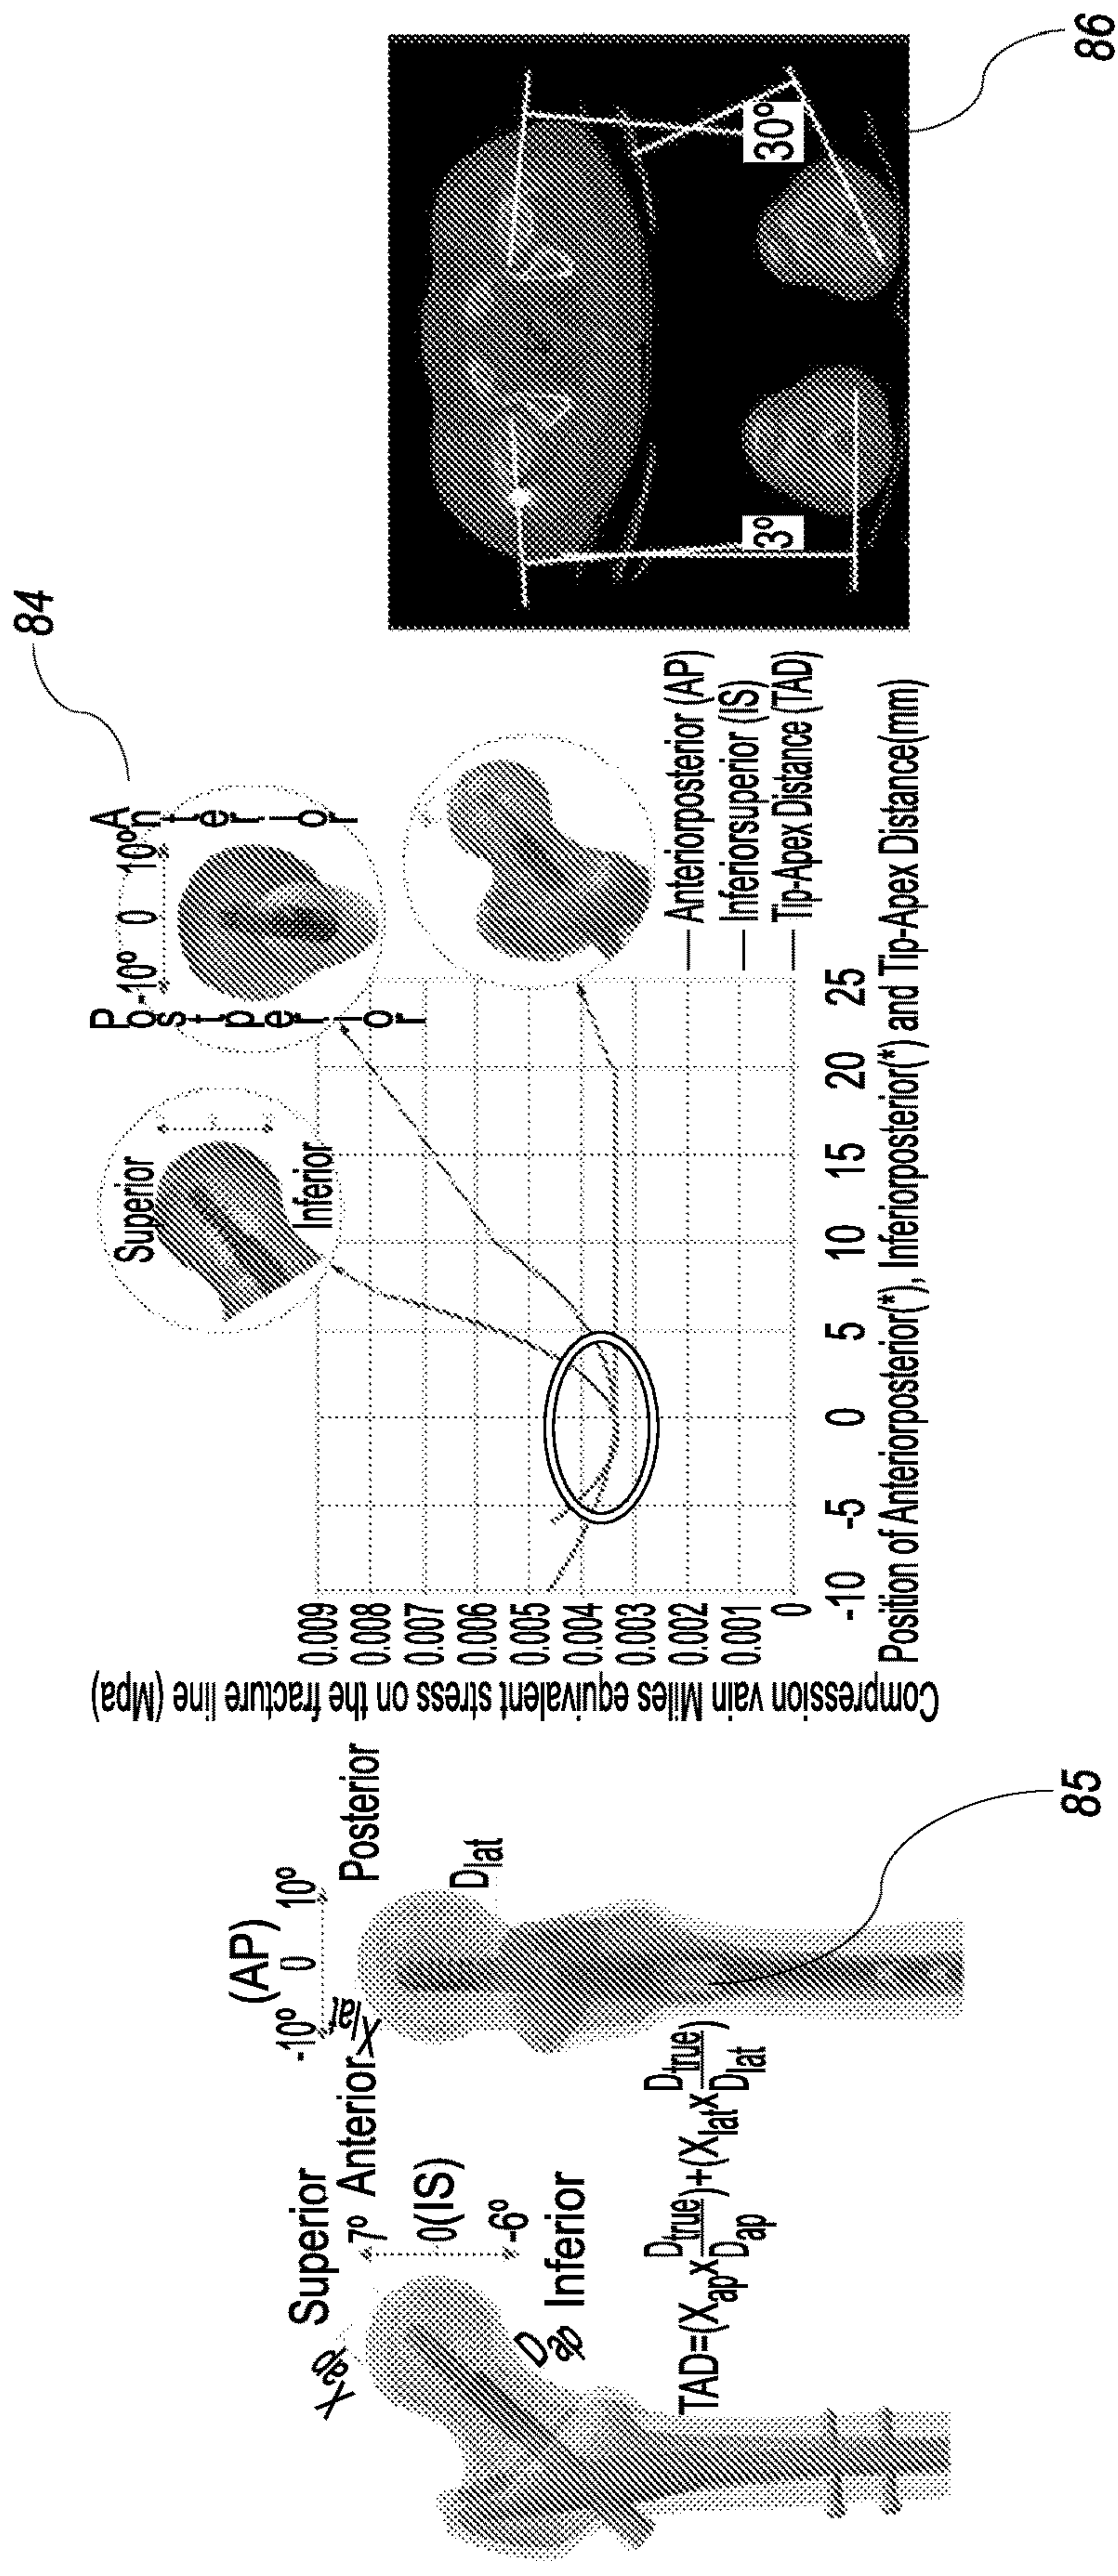 Superior
7°
0(IS)
-6°
Inferior
Xap
Dap
Anterior
Xlat
(AP)
-10° 0 10°
Posterior
Dlat
TAD=(Xap x Dtrue/Dap)+(Xlat x Dtrue/Dlat)
85
Compression vain Miles equivalent stress on the fracture line (Mpa)
0.009
0.008
0.007
0.006
0.005
0.004
0.003
0.002
0.001
0
-10 -5 0 5 10 15 20 25
Position of Anteriorposterior(*), Inferiorposterior(*) and Tip-Apex Distance(mm)
Superior
Inferior
Postperior
-10° 0 10°
Anterior
84
Anteriorposterior (AP)
Inferiorsuperior (IS)
Tip-Apex Distance (TAD)
3°
30°
86